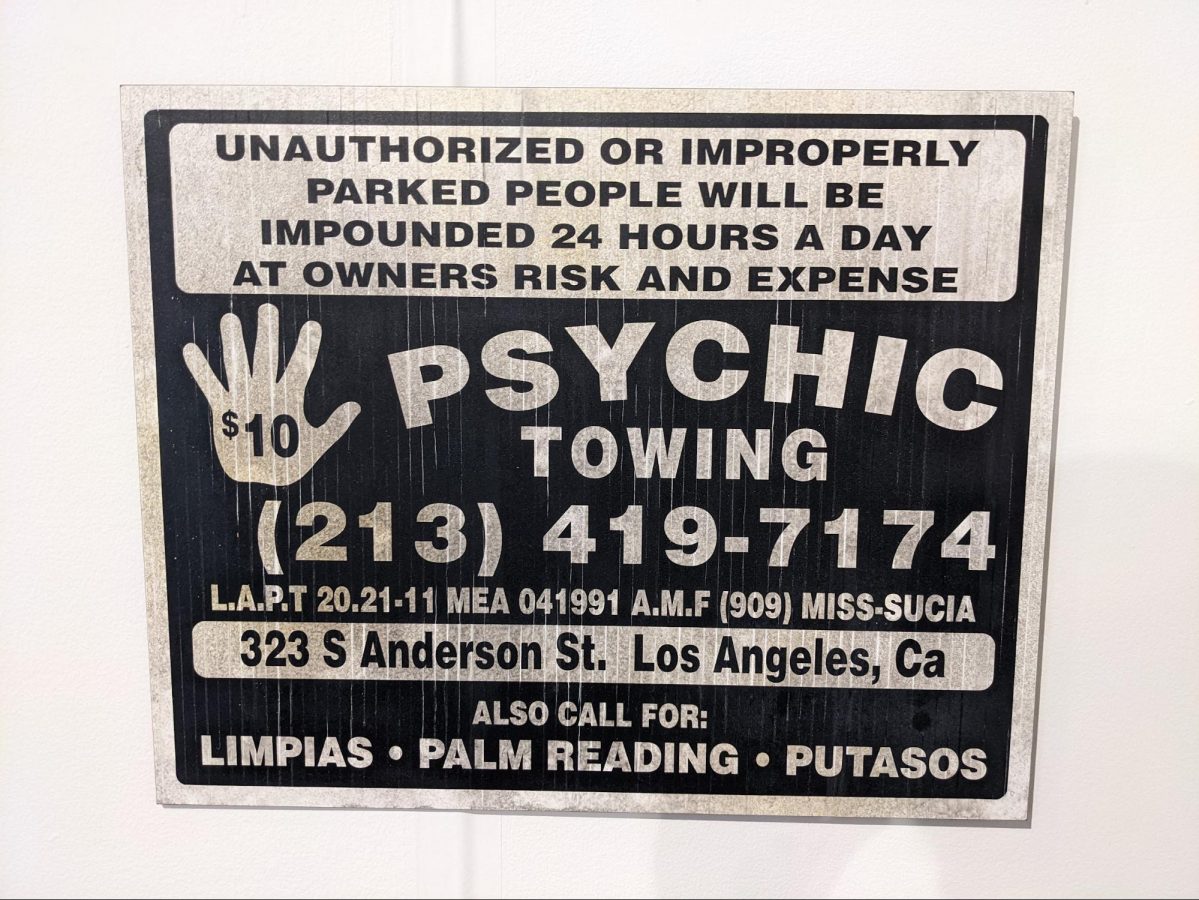 UNAUTHORIZED OR IMPROPERLY
PARKED PEOPLE WILL BE
IMPOUNDED 24 HOURS A DAY
AT OWNERS RISK AND EXPENSE
$10
PSYCHIC
TOWING
(213) 419-7174
L.A.P.T 20.21-11 MEA 041991 A.M.F (909) MISS-SUCIA
323 S Anderson St. Los Angeles, Ca
ALSO CALL FOR:
LIMPIAS • PALM READING • PUTASOS